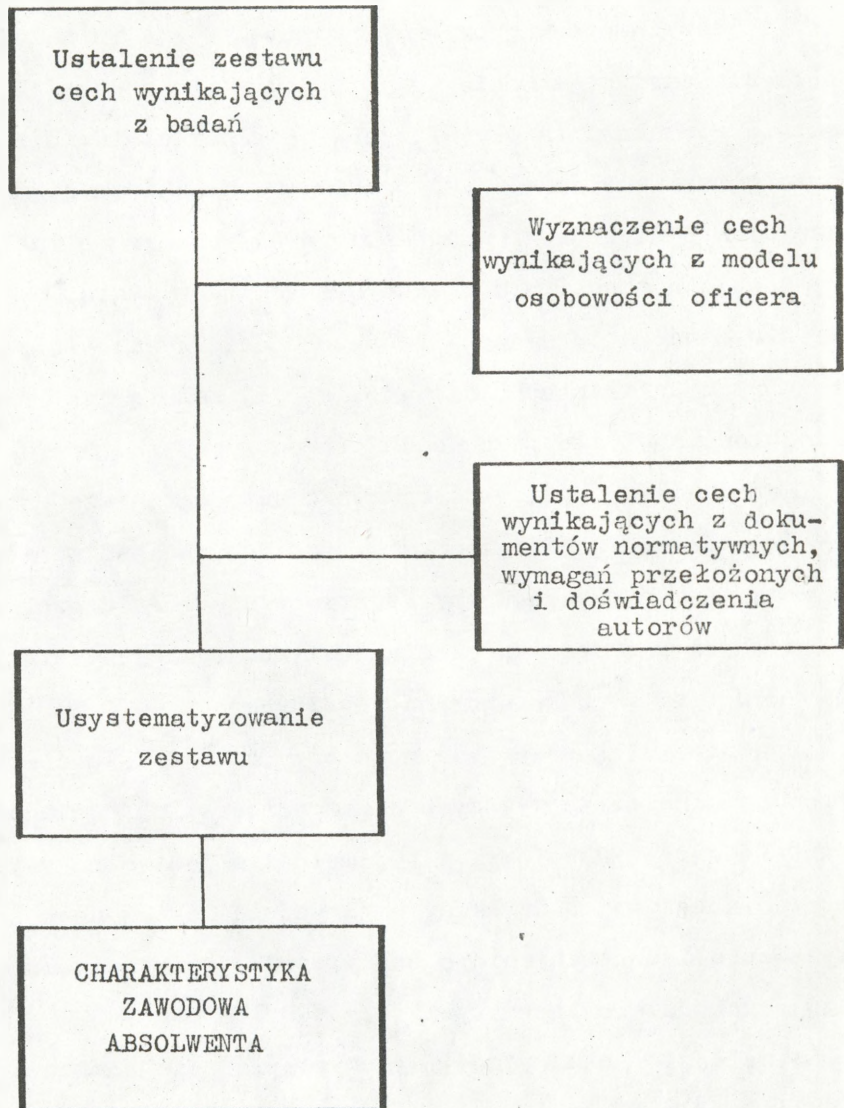 Ustalenie zestawu
cech wynikających
z badań
Wyznaczenie cech
wynikających z modelu
osobowości oficera
Ustalenie cech
wynikających z doku-
mentów normatywnych,
wymagań przełożonych
i doświadczenia
autorów
Usystematyzowanie
zestawu
CHARAKTERYSTYKA
ZAWODOWA
ABSOLWENTA